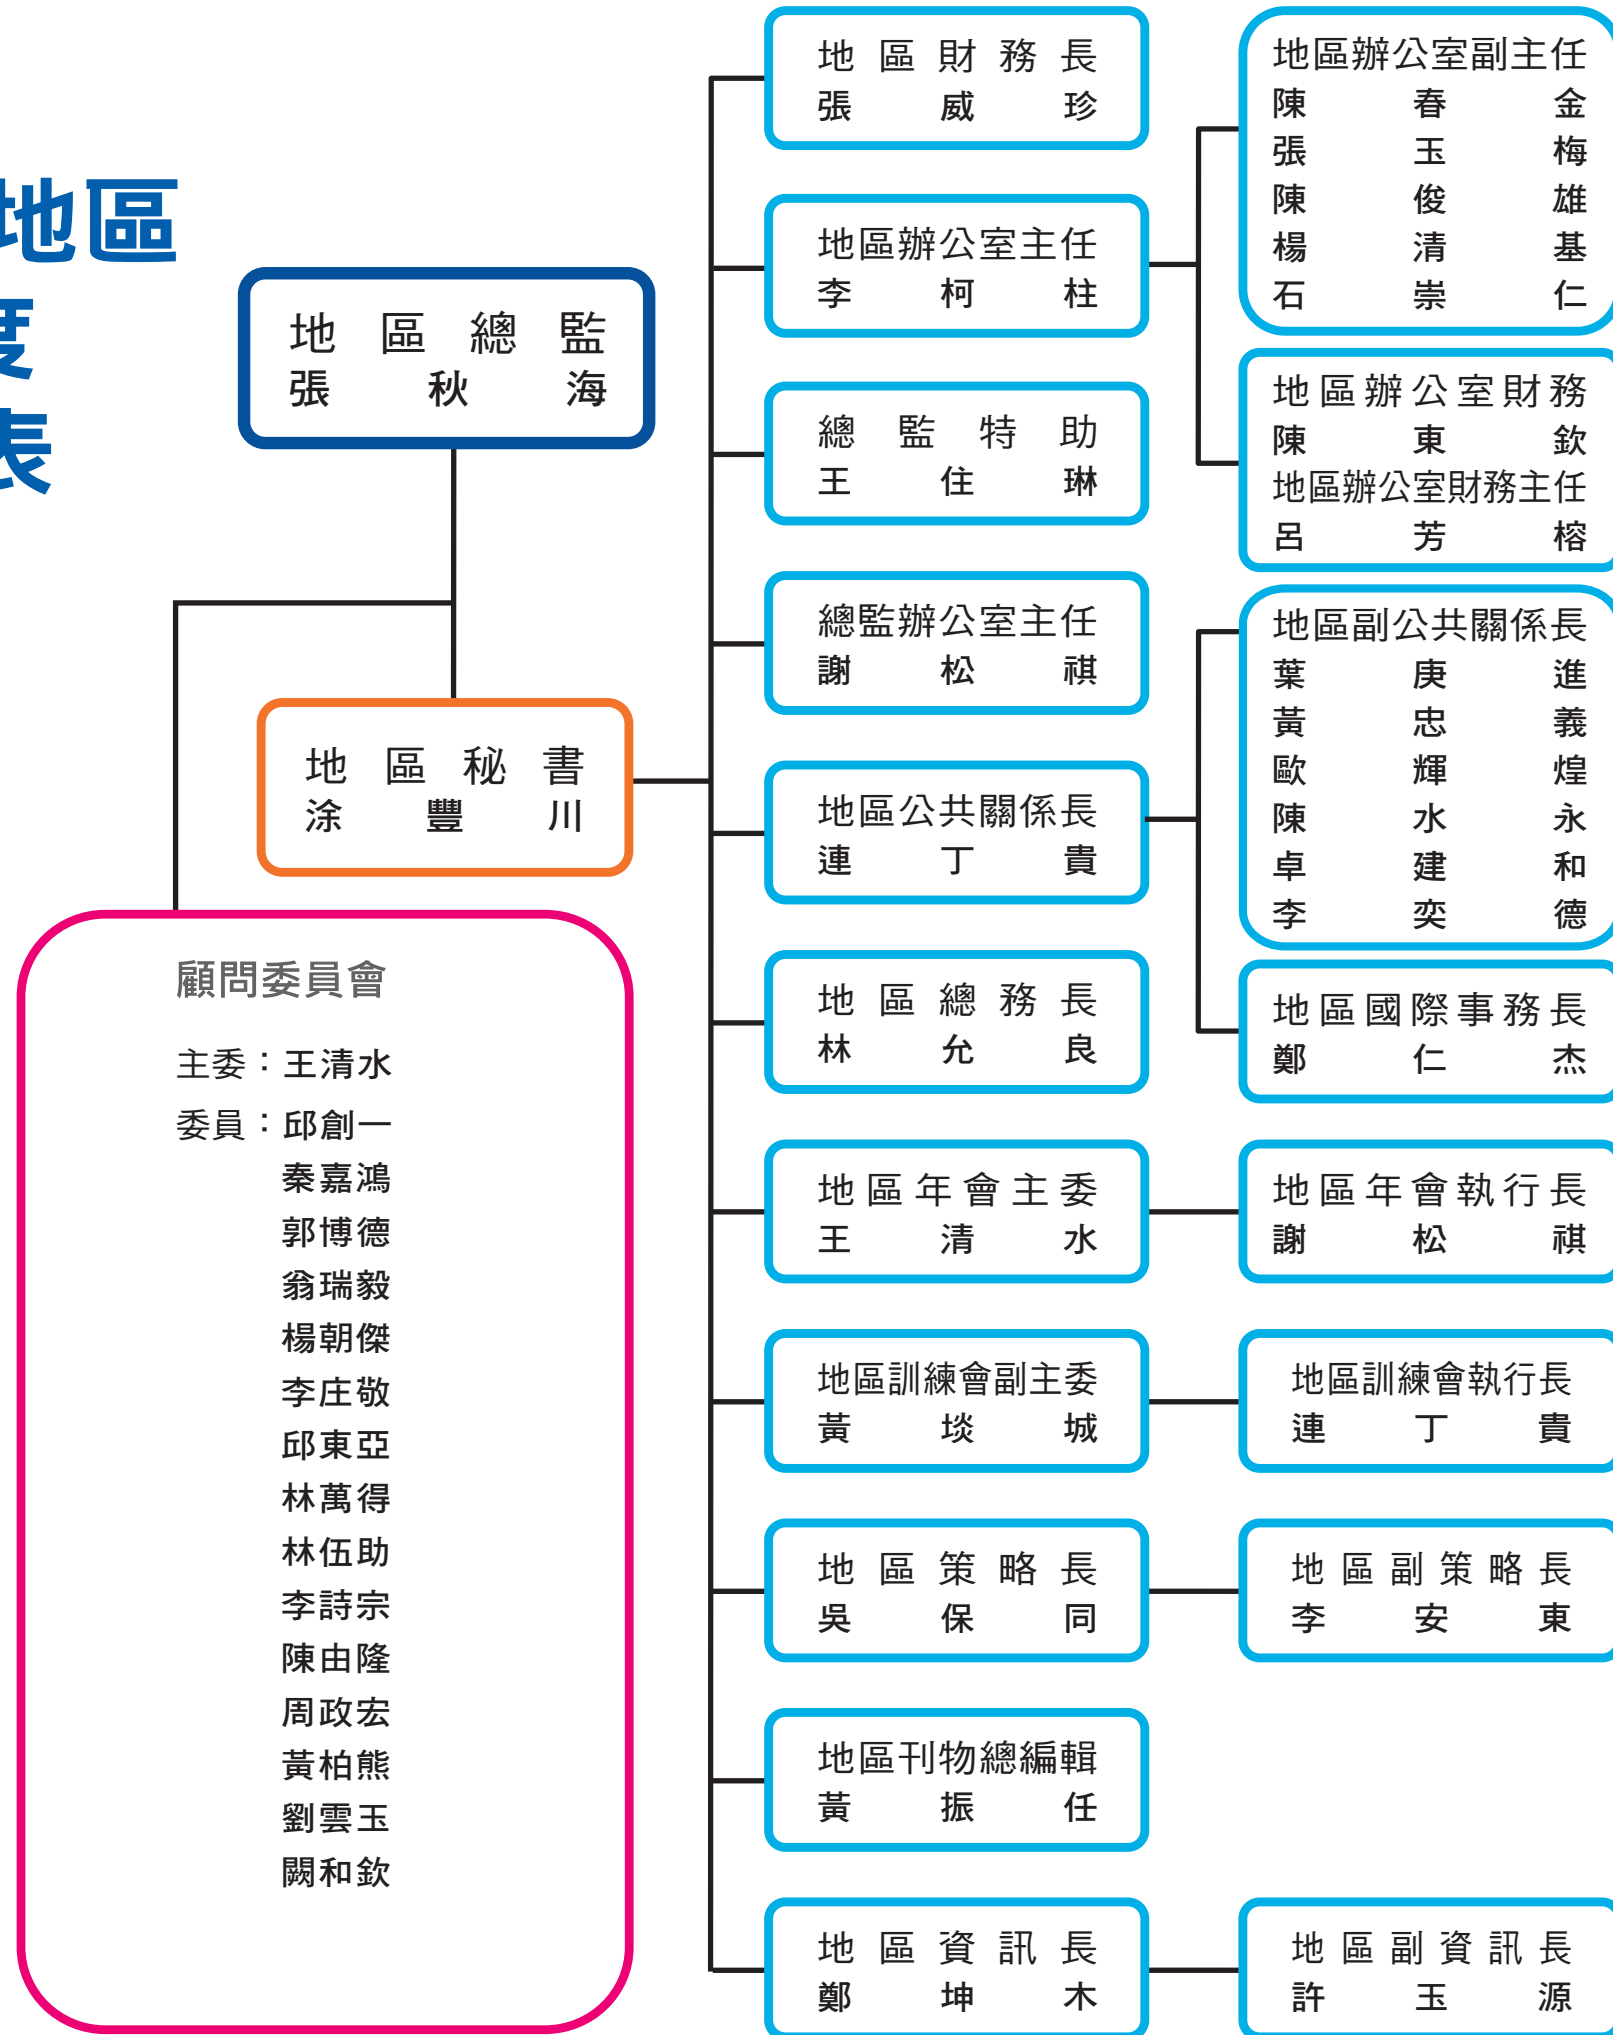 地區
度
表
地區總監
張秋海
地區秘書
涂豐川
顧問委員會
主委：王清水
委員：邱創一
秦嘉鴻
郭博德
翁瑞毅
楊朝傑
李庄敬
邱東亞
林萬得
林伍助
李詩宗
陳由隆
周政宏
黃柏熊
劉雲玉
闕和欽
地區財務長
張威珍
地區辦公室主任
李柯柱
總監特助
王住琳
總監辦公室主任
謝松祺
地區公共關係長
連丁貴
地區總務長
林允良
地區年會主委
王清水
地區訓練會副主委
黃埮城
地區策略長
吳保同
地區刊物總編輯
黃振任
地區資訊長
鄭坤木
地區辦公室副主任
陳春金
張玉梅
陳俊雄
楊清基
石崇仁
地區辦公室財務
陳東欽
地區辦公室財務主任
呂芳榕
地區副公共關係長
葉庚進
黃忠義
歐輝煌
陳水永
卓建和
李奕德
地區國際事務長
鄭仁杰
地區年會執行長
謝松祺
地區訓練會執行長
連丁貴
地區副策略長
李安東
地區副資訊長
許玉源